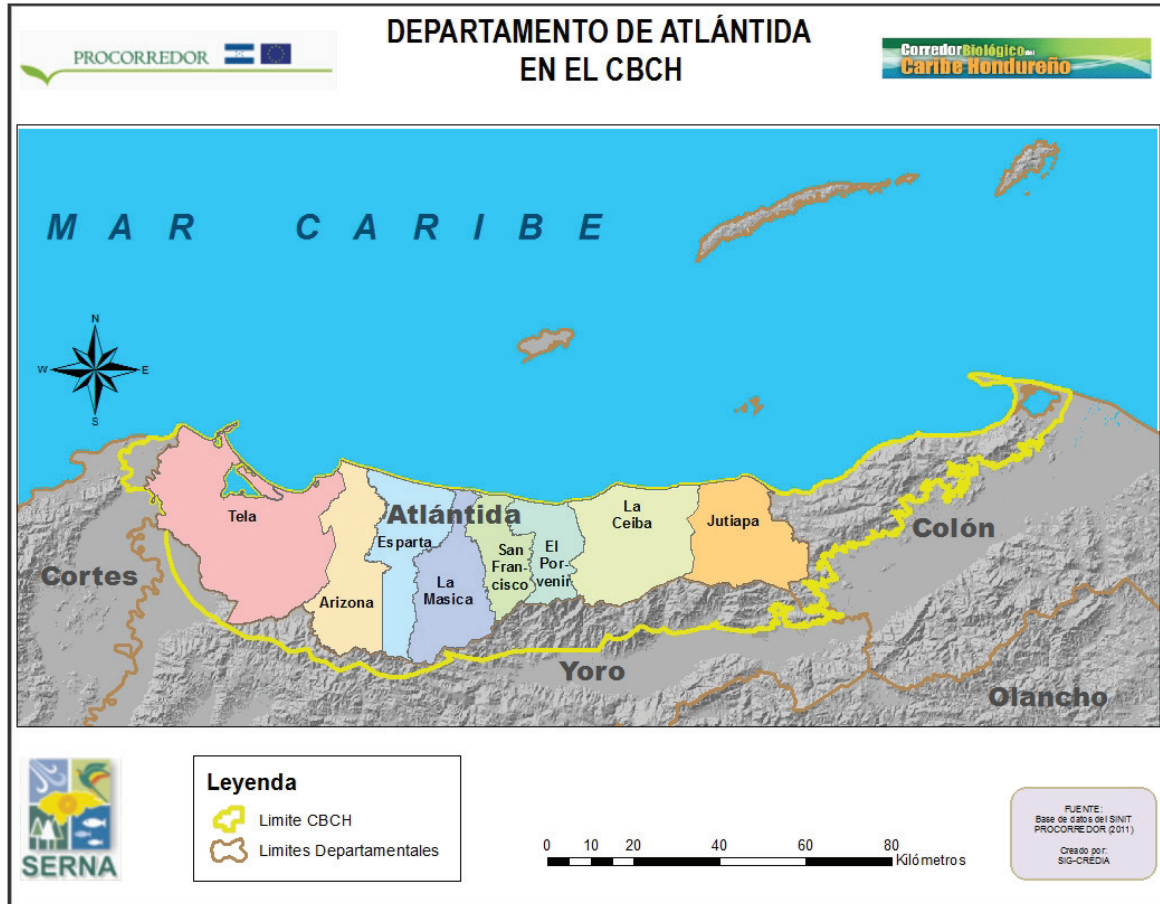 PROCORREDOR
DEPARTAMENTO DE ATLÁNTIDA
EN EL CBCH
Corredor Biológico del
Caribe Hondureño
MAR CARIBE
N
W
E
S
Tela
Atlántida
Esparta
La
Ceiba
Jutiapa
Colón
Cortes
Arizona
La
Masica
San
Fran-
cisco
El
Por-
venir
Yoro
Olancho
SERNA
Leyenda
Limite CBCH
Limites Departamentales
0 10 20 40 60 80
Kilómetros
FUENTE:
Base de datos del SINIT
PROCORREDOR (2011)
Creado por:
SIG-CREDIA